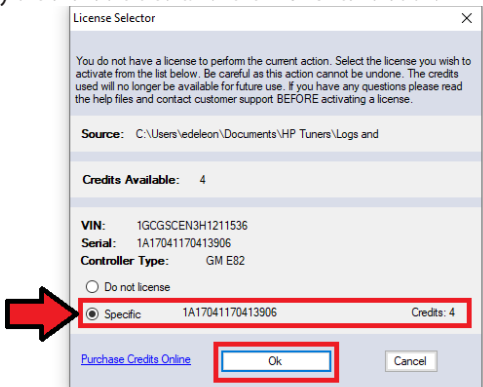 License Selector
You do not have a license to perform the current action. Select the license you wish to
activate from the list below. Be careful as this action cannot be undone. The credits
used will no longer be available for future use. If you have any questions please read
the help files and contact customer support BEFORE activating a license.
Source: C:\Users\edeleon\Documents\HP Tuners\Logs and
Credits Available: 4
VIN: 1GCGSCEN3H1211536
Serial: 1A17041170413906
Controller Type: GM E82
Do not license
Specific 1A17041170413906 Credits: 4
Purchase Credits Online Ok Cancel